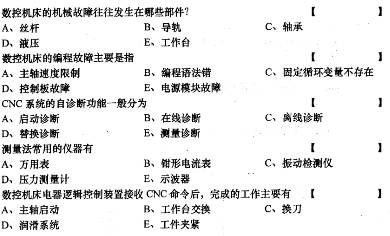 数控机床的机械故障往往发生在哪些部件? 【 】
A、丝杆 B、导轨 C、轴承
D、液压 E、工作台
数控机床的编程故障主要是指 【 】
A、主轴速度限制 B、编程语法错 C、固定循环变量不存在
D、控制板故障 E、电源模块故障
CNC 系统的自诊断功能一般分为 【 】
A、启动诊断 B、在线诊断 C、离线诊断
D、替换诊断 E、测量诊断
测量法常用的仪器有 【 】
A、万用表 B、钳形电流表 C、振动检测仪
D、压力测量计 E、示波器
数控机床电器逻辑控制装置接收 CNC 命令后，完成的工作主要有 【 】
A、主轴启动 B、工作台交换 C、换刀
D、润滑系统 E、工件夹紧